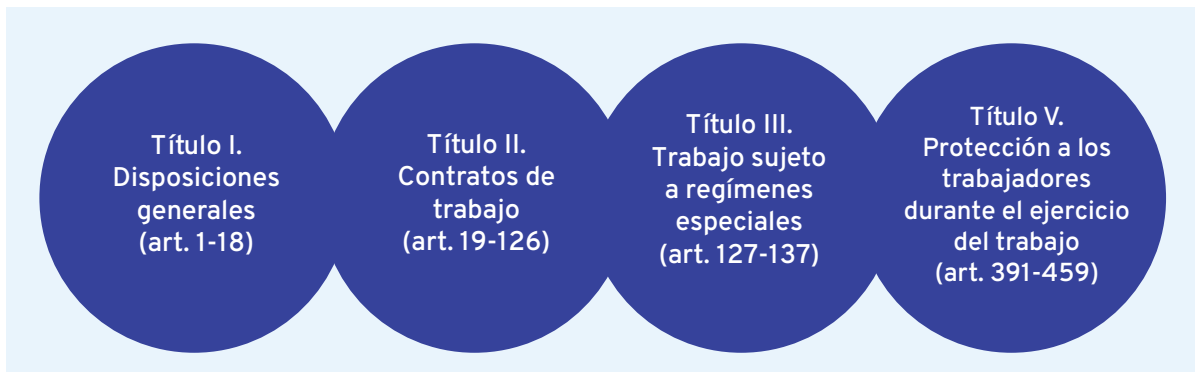 Título I.
Disposiciones
generales
(art. 1-18)
Título II.
Contratos de
trabajo
(art. 19-126)
Título III.
Trabajo sujeto
a regímenes
especiales
(art. 127-137)
Título V.
Protección a los
trabajadores
durante el ejercicio
del trabajo
(art. 391-459)